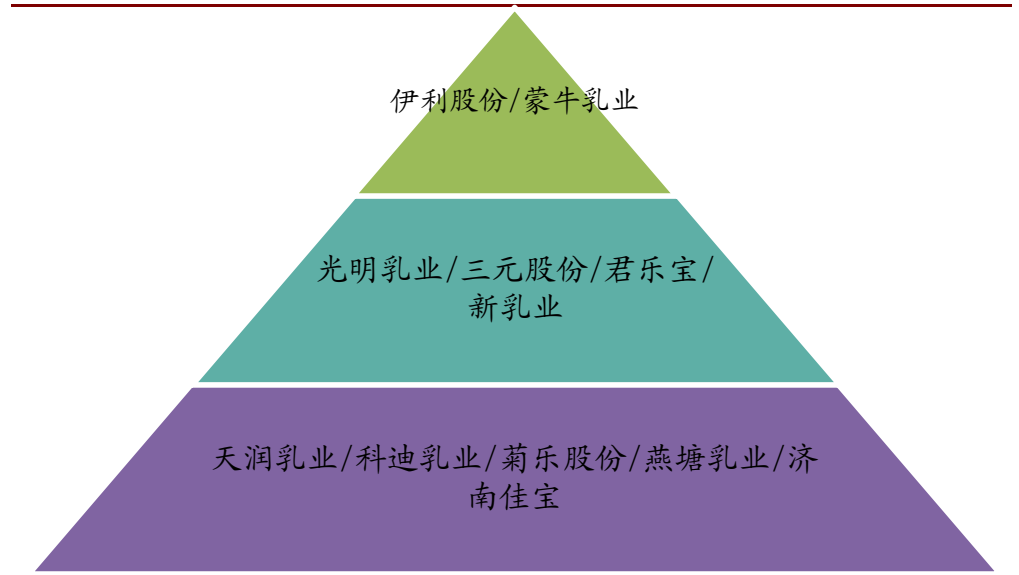 伊利股份/蒙牛乳业
光明乳业/三元股份/君乐宝/
新乳业
天润乳业/科迪乳业/菊乐股份/燕塘乳业/济
南佳宝